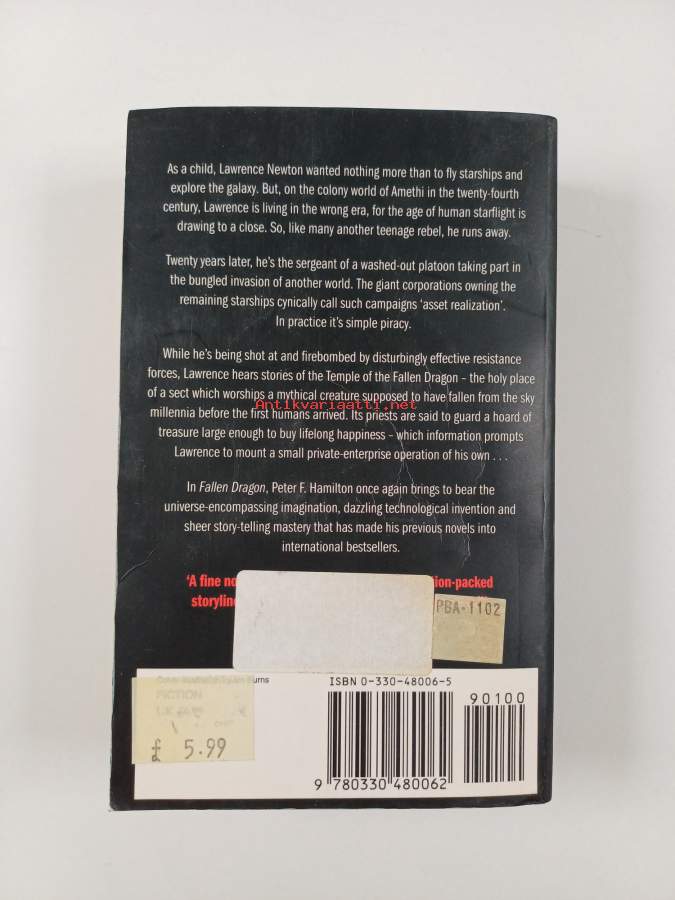 As a child, Lawrence Newton wanted nothing more than to fly starships and
explore the galaxy. But, on the colony world of Amethi in the twenty-fourth
century, Lawrence is living in the wrong era, for the age of human starflight is
drawing to a close. So, like many another teenage rebel, he runs away.
Twenty years later, he's the sergeant of a washed-out platoon taking part in
the bungled invasion of another world. The giant corporations owning the
remaining starships cynically call such campaigns 'asset realization'.
In practice it's simple piracy.
While he's being shot at and firebombed by disturbingly effective resistance
forces, Lawrence hears stories of the Temple of the Fallen Dragon – the holy place
of a sect which worships a mythical creature supposed to have fallen from the sky
Antikvariaatti.net
millennia before the first humans arrived. Its priests are said to guard a hoard of
treasure large enough to buy lifelong happiness – which information prompts
Lawrence to mount a small private-enterprise operation of his own . . .
In Fallen Dragon, Peter F. Hamilton once again brings to bear the
universe-encompassing imagination, dazzling technological invention and
sheer story-telling mastery that has made his previous novels into
international bestsellers.
'A fine packed
PBA-1102
ISBN 0-330-48006-5
90100
FICTION
£ 5.99
9 780330 480062